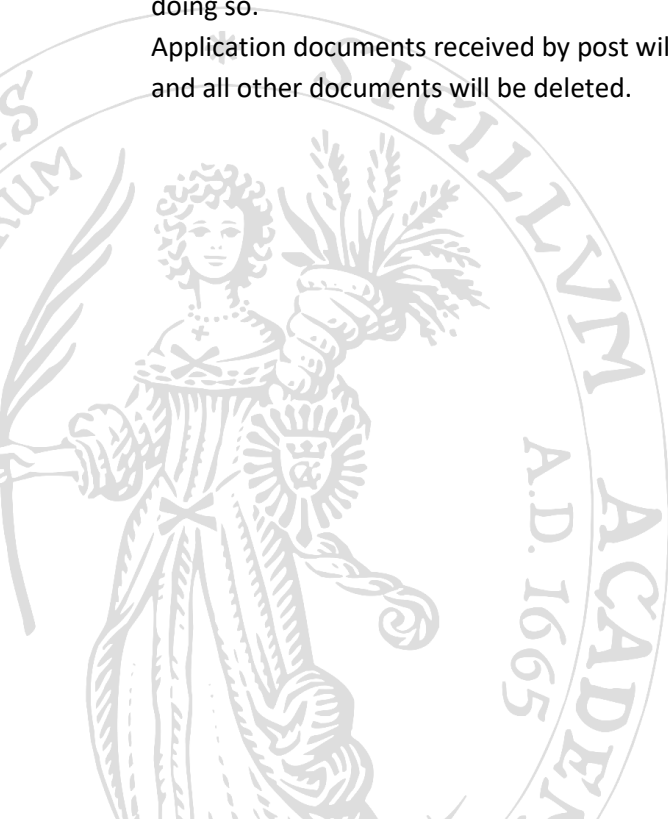 doing so.
Application documents received by post wil
and all other documents will be deleted.
SIGILLVM ACADE
A.D. 1665